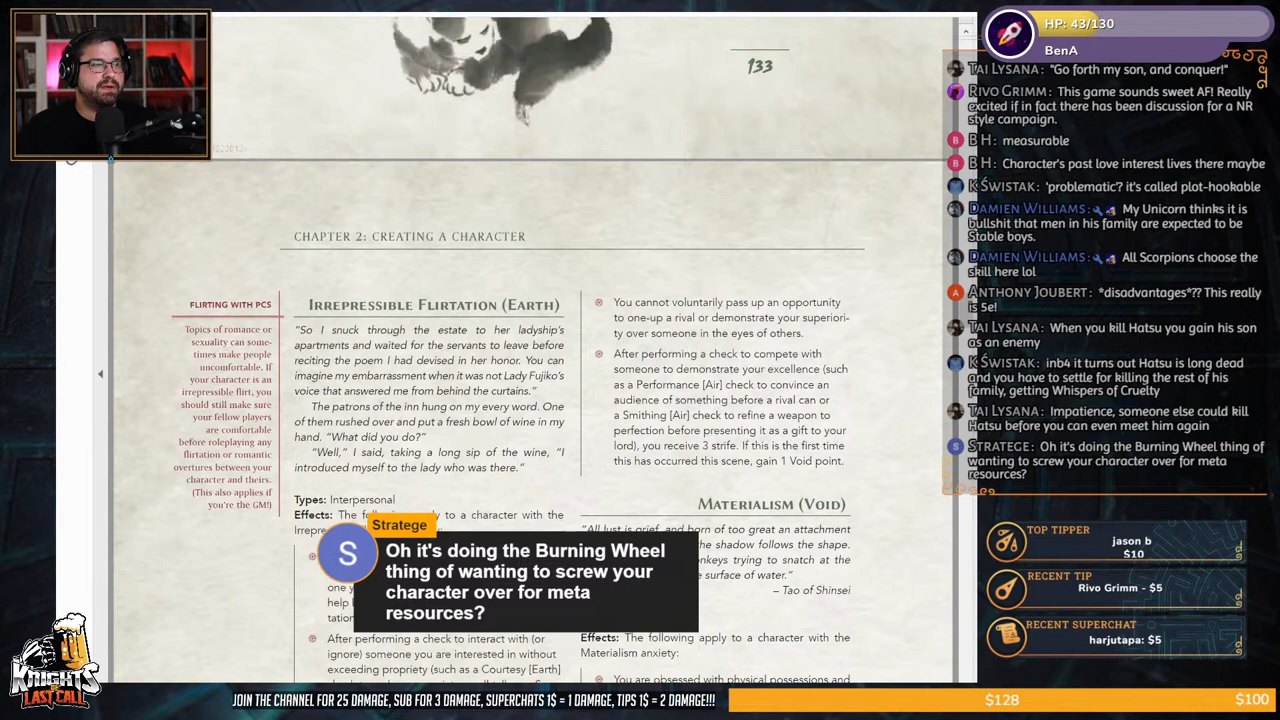 133
CHAPTER 2: CREATING A CHARACTER
FLIRTING WITH PCS
Topics of romance or
sexuality can some-
times make people
uncomfortable. If
your character is an
irrepressible flirt, you
should still make sure
your fellow players
are comfortable
before roleplaying any
flirtation or romantic
overtures between your
character and theirs.
(This also applies if
you're the GM!)
IRREPRESSIBLE FLIRTATION (EARTH)
"So I snuck through the estate to her ladyship's
apartments and waited for the servants to leave before
reciting the poem I had devised in her honor. You can
imagine my embarrassment when it was not Lady Fujiko's
voice that answered me from behind the curtains."
The patrons of the inn hung on my every word. One
of them rushed over and put a fresh bowl of wine in my
hand. "What did you do?"
"Well," I said, taking a long sip of the wine, "I
introduced myself to the lady who was there."
Types: Interpersonal
Effects: The following apply to a character with the
After performing a check to interact with (or
ignore) someone you are interested in without
exceeding propriety (such as a Courtesy [Earth]
You cannot voluntarily pass up an opportunity
to one-up a rival or demonstrate your superiori-
ty over someone in the eyes of others.
After performing a check to compete with
someone to demonstrate your excellence (such
as a Performance [Air] check to convince an
audience of something before a rival can or
a Smithing [Air] check to refine a weapon to
perfection before presenting it as a gift to your
lord), you receive 3 strife. If this is the first time
this has occurred this scene, gain 1 Void point.
MATERIALISM (VOID)
"All lust is grief, and born of too great an attachment
the shadow follows the shape.
nkeys trying to snatch at the
e surface of water."
– Tao of Shinsei
Effects: The following apply to a character with the
Materialism anxiety:
You are obsessed with physical possessions and
Stratege
S
Oh it's doing the Burning Wheel
thing of wanting to screw your
character over for meta
resources?
HP: 43/130
BenA
TAI LYSANA: "Go forth my son, and conquer!"
RIVO GRIMM: This game sounds sweet AF! Really
excited if in fact there has been discussion for a NR
style campaign.
B H: measurable
B H: Character's past love interest lives there maybe
K ŚWISTAK: 'problematic'? it's called plot-hookable
DAMIEN WILLIAMS: My Unicorn thinks it is
bullshit that men in his family are expected to be
Stable boys.
DAMIEN WILLIAMS: All Scorpions choose the
skill here lol
ANTHONY JOUBERT: *disadvantages*?? This really
is 5e!
TAI LYSANA: When you kill Hatsu you gain his son
as an enemy
K ŚWISTAK: inb4 it turns out Hatsu is long dead
and you have to settle for killing the rest of his
family, getting Whispers of Cruelty
TAI LYSANA: Impatience, someone else could kill
Hatsu before you can even meet him again
STRATEGE: Oh it's doing the Burning Wheel thing of
wanting to screw your character over for meta
resources?
TOP TIPPER
jason b
$10
RECENT TIP
Rivo Grimm - $5
RECENT SUPERCHAT
harjutapa: $5
KNIGHTS
LAST CALL
JOIN THE CHANNEL FOR 25 DAMAGE, SUB FOR 3 DAMAGE, SUPERCHATS 1$ = 1 DAMAGE, TIPS 1$ = 2 DAMAGE!!!
$128
$100